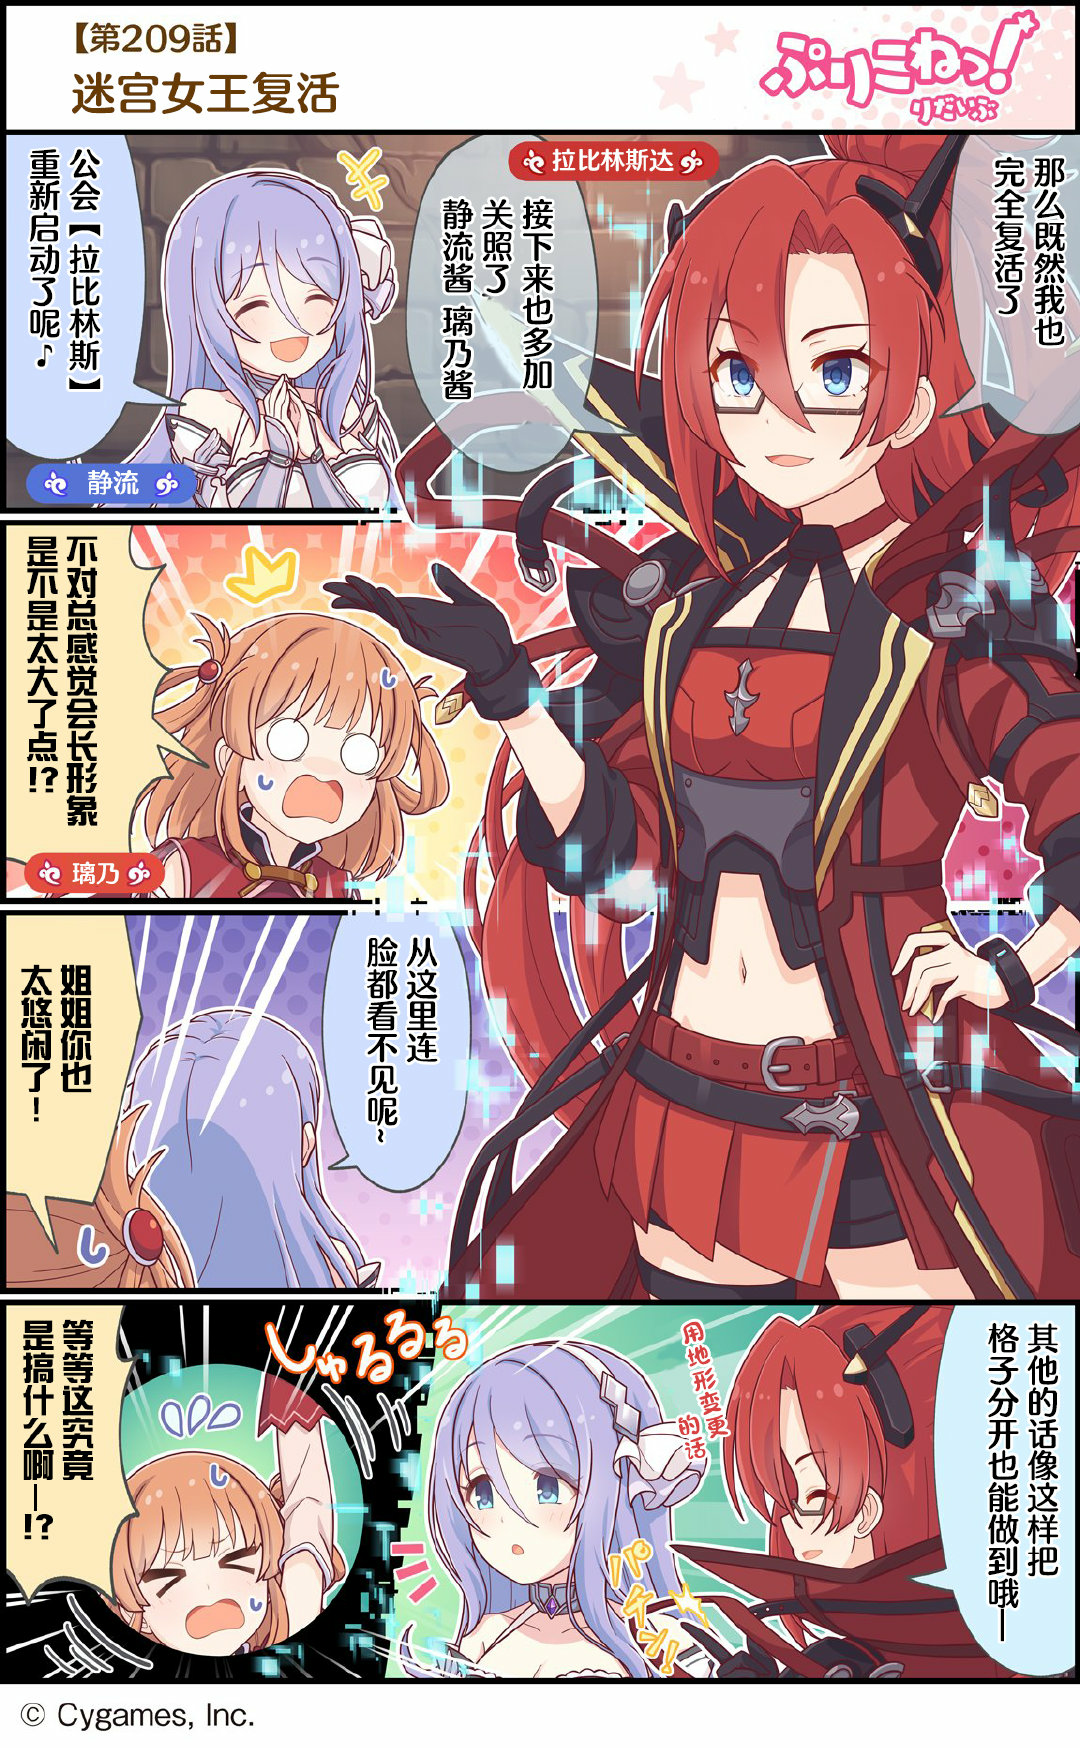 【第209話】
迷宫女王复活
ぷりこねっ!
りだいぶ
那么既然我也
完全复活了
拉比林斯达
接下来也多加
关照了
静流酱 璃乃酱
公会【拉比林斯】
重新启动了呢♪
静流
不对总感觉会长形象
是不是太大了点!?
璃乃
从这里连
脸都看不见呢~
姐姐你也
太悠闲了!
其他的话像这样把
格子分开也能做到哦—
用地形变更
的话
パチン!
しゅるるる
等等这究竟
是搞什么啊—!?
© Cygames, Inc.